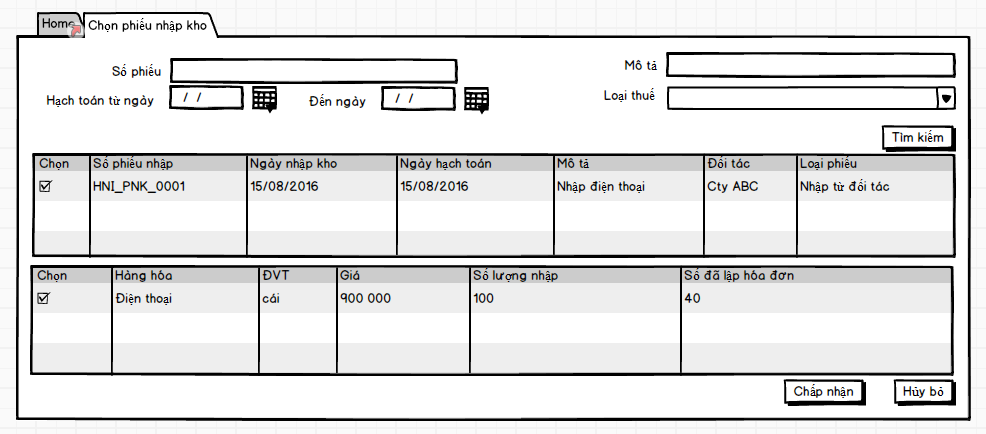 Home Chọn phiếu nhập kho
Số phiếu
Mô tả
Hạch toán từ ngày / / Đến ngày / /
Loại thuế
Tìm kiếm
Chọn Số phiếu nhập Ngày nhập kho Ngày hạch toán Mô tả Đối tác Loại phiếu
HNI_PNK_0001 15/08/2016 15/08/2016 Nhập điện thoại Cty ABC Nhập từ đối tác
Chọn Hàng hóa ĐVT Giá Số lượng nhập Số đã lập hòa đơn
Điện thoại cái 900 000 100 40
Chấp nhận Hủy bỏ